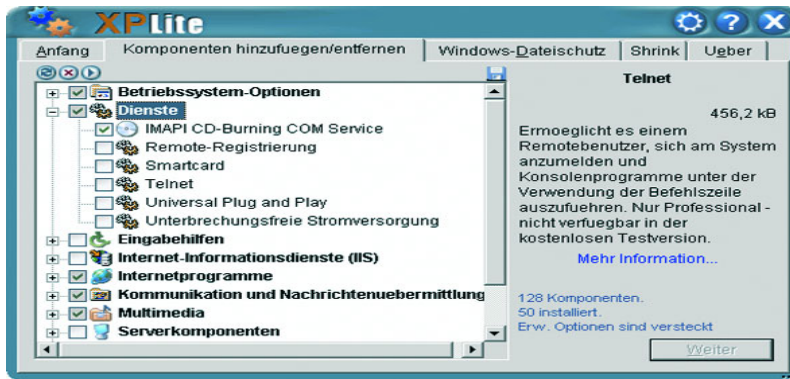 XPLite
Anfang
Komponenten hinzufuegen/entfernen
Windows-Dateischutz
Shrink
Ueber
Betriebssystem-Optionen
Dienste
IMAPI CD-Burning COM Service
Remote-Registrierung
Smartcard
Telnet
Universal Plug and Play
Unterbrechungsfreie Stromversorgung
Eingabehilfen
Internet-Informationsdienste (IIS)
Internetprogramme
Kommunikation und Nachrichtenuebermittlung
Multimedia
Serverkomponenten
Telnet
456,2 kB
Ermoeglicht es einem
Remotebenutzer, sich am System
anzumelden und
Konsolenprogramme unter der
Verwendung der Befehlszeile
auszufuehren. Nur Professional -
nicht verfuegbar in der
kostenlosen Testversion.
Mehr Information...
128 Komponenten.
50 installiert.
Erw. Optionen sind versteckt
Weiter